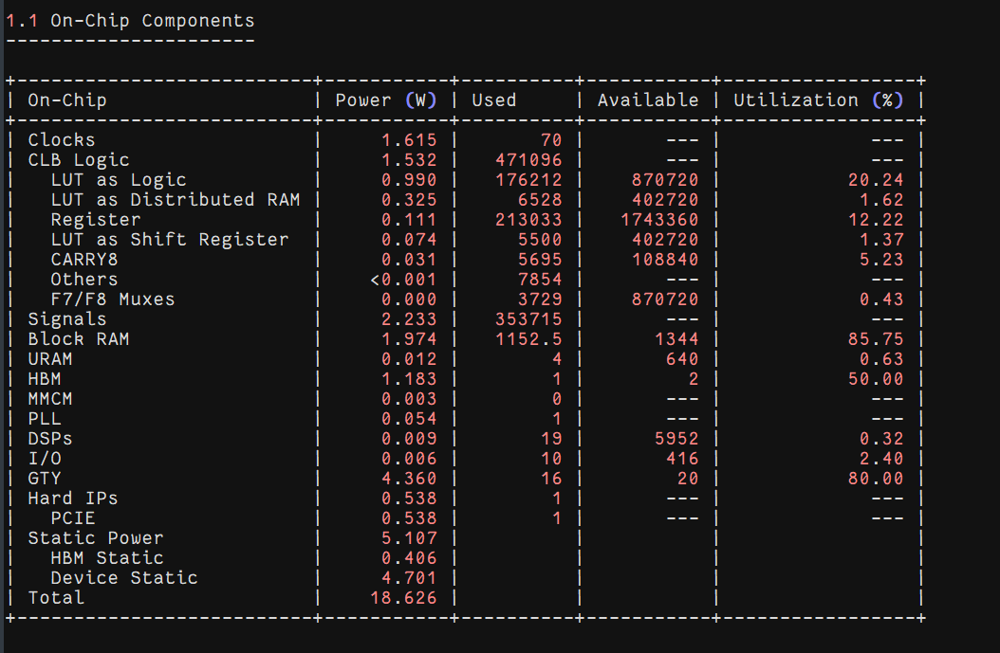 1.1 On-Chip Components
----------------------
+--------------------------+-----------+----------+-----------+-----------------+
| On-Chip                  | Power (W) | Used     | Available | Utilization (%) |
+--------------------------+-----------+----------+-----------+-----------------+
| Clocks                   |     1.615 |       70 |       --- |             --- |
| CLB Logic                |     1.532 |   471096 |       --- |             --- |
|   LUT as Logic           |     0.990 |   176212 |    870720 |           20.24 |
|   LUT as Distributed RAM |     0.325 |     6528 |    402720 |            1.62 |
|   Register               |     0.111 |   213033 |   1743360 |           12.22 |
|   LUT as Shift Register  |     0.074 |     5500 |    402720 |            1.37 |
|   CARRY8                 |     0.031 |     5695 |    108840 |            5.23 |
|   Others                 |    <0.001 |     7854 |       --- |             --- |
|   F7/F8 Muxes            |     0.000 |     3729 |    870720 |            0.43 |
| Signals                  |     2.233 |   353715 |       --- |             --- |
| Block RAM                |     1.974 |   1152.5 |      1344 |           85.75 |
| URAM                     |     0.012 |        4 |       640 |            0.63 |
| HBM                      |     1.183 |        1 |         2 |           50.00 |
| MMCM                     |     0.003 |        0 |       --- |             --- |
| PLL                      |     0.054 |        1 |       --- |             --- |
| DSPs                     |     0.009 |       19 |      5952 |            0.32 |
| I/O                      |     0.006 |       10 |       416 |            2.40 |
| GTY                      |     4.360 |       16 |        20 |           80.00 |
| Hard IPs                 |     0.538 |        1 |       --- |             --- |
|   PCIE                   |     0.538 |        1 |       --- |             --- |
| Static Power             |     5.107 |          |           |                 |
|   HBM Static             |     0.406 |          |           |                 |
|   Device Static          |     4.701 |          |           |                 |
| Total                    |    18.626 |          |           |                 |
+--------------------------+-----------+----------+-----------+-----------------+